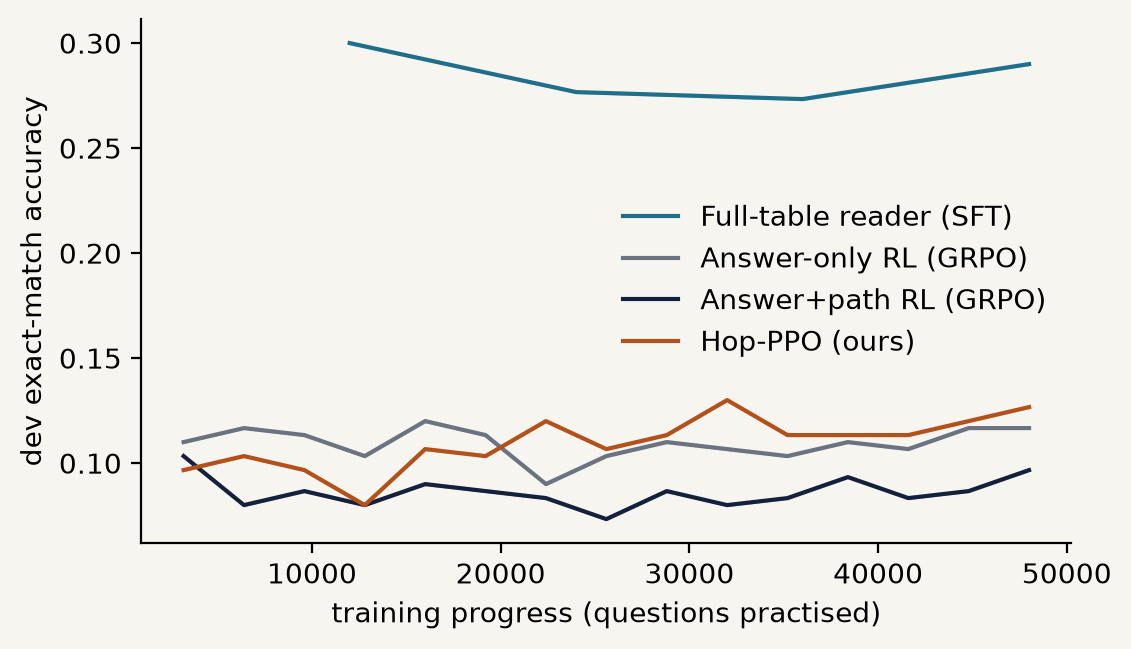 dev exact-match accuracy
0.30
0.25
0.20
0.15
0.10
Full-table reader (SFT)
Answer-only RL (GRPO)
Answer+path RL (GRPO)
Hop-PPO (ours)
10000 20000 30000 40000 50000
training progress (questions practised)